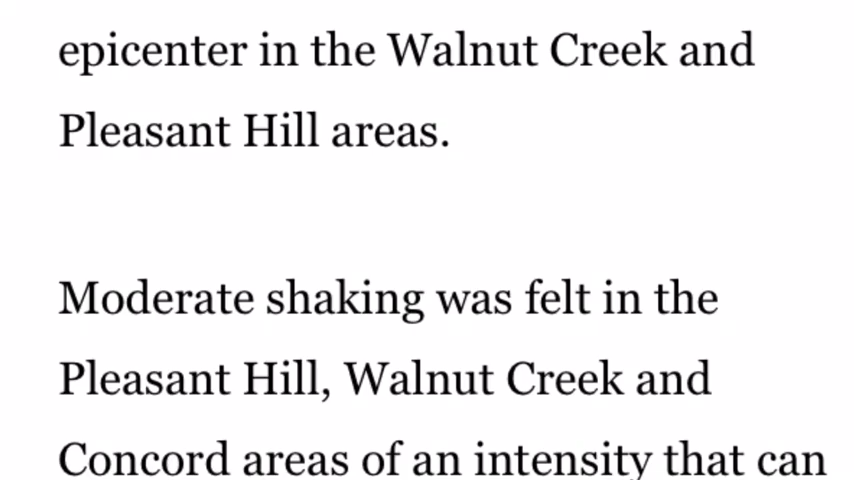 epicenter in the Walnut Creek and
Pleasant Hill areas.
Moderate shaking was felt in the
Pleasant Hill, Walnut Creek and
Concord areas of an intensity that can